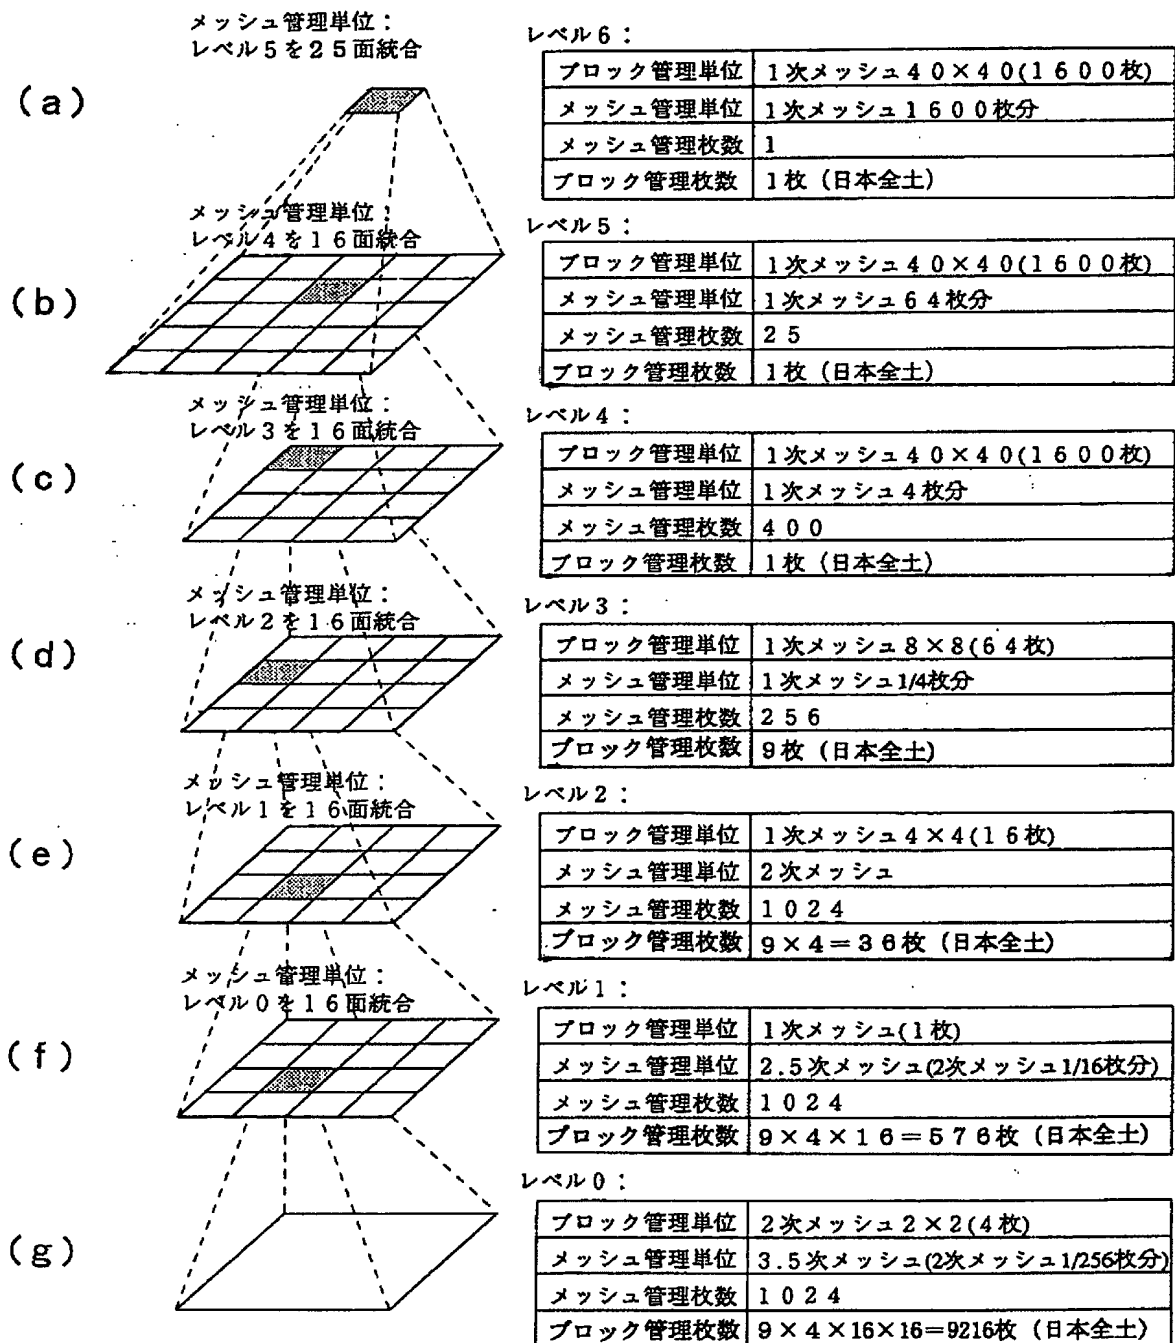 メッシュ管理単位：
レベル5を25面統合
(a)
レベル6：
ブロック管理単位 1次メッシュ40×40(1600枚)
メッシュ管理単位 1次メッシュ1600枚分
メッシュ管理枚数 1
ブロック管理枚数 1枚（日本全土）
メッシュ管理単位：
レベル4を16面統合
(b)
レベル5：
ブロック管理単位 1次メッシュ40×40(1600枚)
メッシュ管理単位 1次メッシュ64枚分
メッシュ管理枚数 25
ブロック管理枚数 1枚（日本全土）
メッシュ管理単位：
レベル3を16面統合
(c)
レベル4：
ブロック管理単位 1次メッシュ40×40(1600枚)
メッシュ管理単位 1次メッシュ4枚分
メッシュ管理枚数 400
ブロック管理枚数 1枚（日本全土）
メッシュ管理単位：
レベル2を16面統合
(d)
レベル3：
ブロック管理単位 1次メッシュ8×8(64枚)
メッシュ管理単位 1次メッシュ1/4枚分
メッシュ管理枚数 256
ブロック管理枚数 9枚（日本全土）
メッシュ管理単位：
レベル1を16面統合
(e)
レベル2：
ブロック管理単位 1次メッシュ4×4(16枚)
メッシュ管理単位 2次メッシュ
メッシュ管理枚数 1024
ブロック管理枚数 9×4＝36枚（日本全土）
メッシュ管理単位：
レベル0を16面統合
(f)
レベル1：
ブロック管理単位 1次メッシュ(1枚)
メッシュ管理単位 2.5次メッシュ(2次メッシュ1/16枚分)
メッシュ管理枚数 1024
ブロック管理枚数 9×4×16＝576枚（日本全土）
(g)
レベル0：
ブロック管理単位 2次メッシュ2×2(4枚)
メッシュ管理単位 3.5次メッシュ(2次メッシュ1/256枚分)
メッシュ管理枚数 1024
ブロック管理枚数 9×4×16×16=9216枚（日本全土）